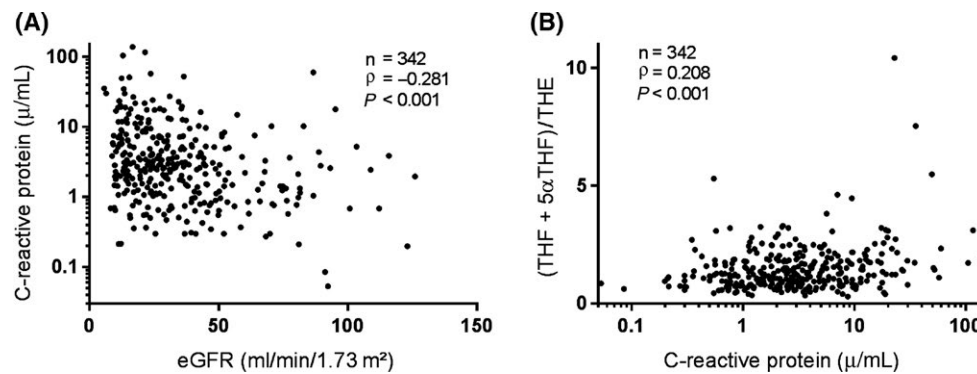 (A)
C-reactive protein (μ/mL)
100
10
1
0.1
n = 342
ρ = –0.281
P < 0.001
0
50
100
150
eGFR (ml/min/1.73 m²)
(B)
(THF + 5αTHF)/THE
10
5
0
n = 342
ρ = 0.208
P < 0.001
0.1
1
10
100
C-reactive protein (μ/mL)